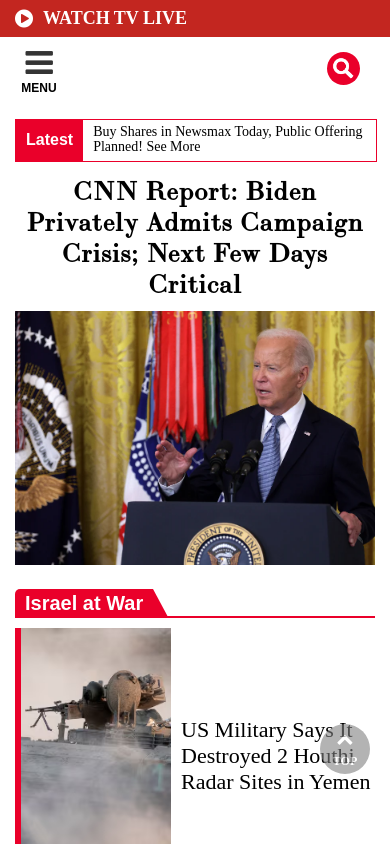 WATCH TV LIVE
MENU
Latest
Buy Shares in Newsmax Today, Public Offering
Planned! See More
CNN Report: Biden
Privately Admits Campaign
Crisis; Next Few Days
Critical
Israel at War
US Military Says It
Destroyed 2 Houthi
Radar Sites in Yemen
TOP